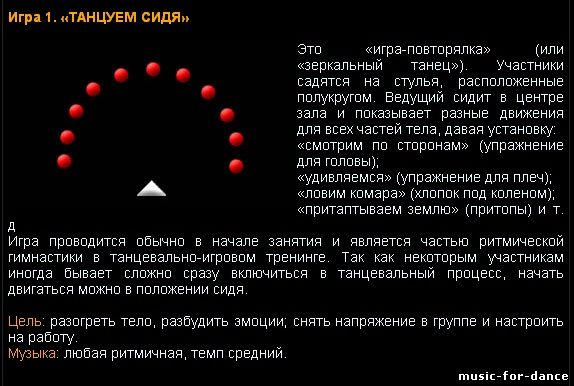 Игра 1. «ТАНЦУЕМ СИДЯ»
Это «игра-повторялка» (или
«зеркальный танец»). Участники
садятся на стулья, расположенные
полукругом. Ведущий сидит в центре
зала и показывает разные движения
для всех частей тела, давая установку:
«смотрим по сторонам» (упражнение
для головы);
«удивляемся» (упражнение для плеч);
«ловим комара» (хлопок под коленом);
«притаптываем землю» (притопы) и т.
д
Игра проводится обычно в начале занятия и является частью ритмической
гимнастики в танцевально-игровом тренинге. Так как некоторым участникам
иногда бывает сложно сразу включиться в танцевальный процесс, начать
двигаться можно в положении сидя.
Цель: разогреть тело, разбудить эмоции; снять напряжение в группе и настроить
на работу.
Музыка: любая ритмичная, темп средний.
music-for-dance